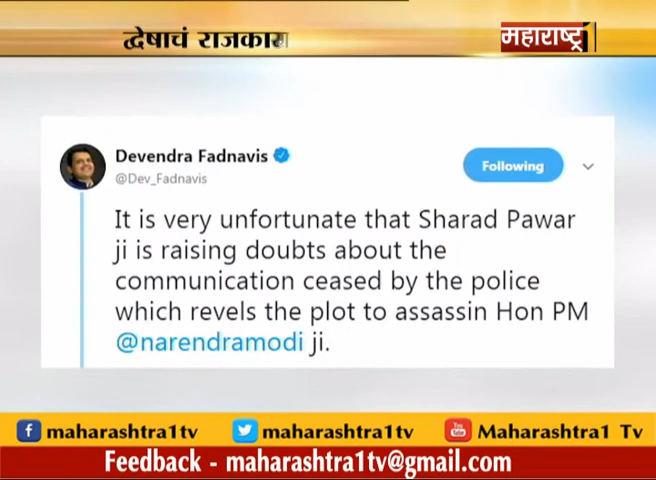 द्वेषाचं राजकारण
महाराष्ट्र1
Devendra Fadnavis
@Dev_Fadnavis
Following
It is very unfortunate that Sharad Pawar
ji is raising doubts about the
communication ceased by the police
which revels the plot to assassin Hon PM
@narendramodi ji.
maharashtra1tv maharashtra1tv Maharashtra1 Tv
Feedback - maharashtra1tv@gmail.com